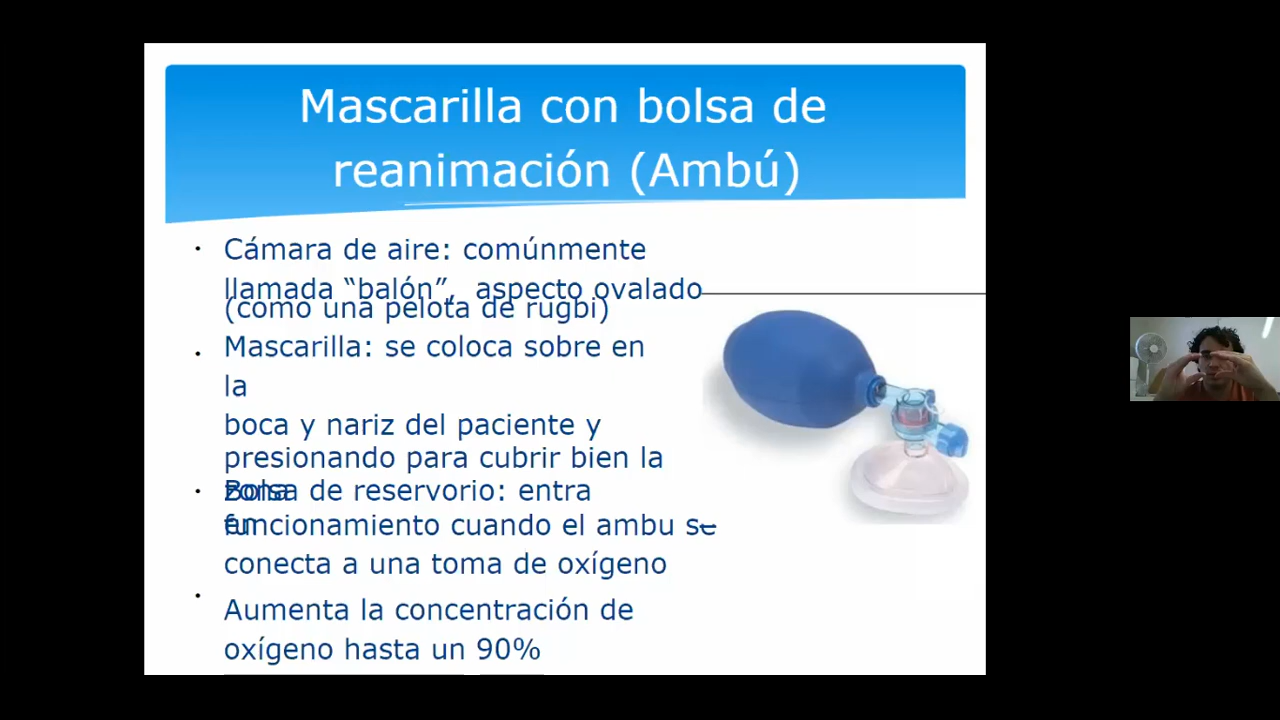 Mascarilla con bolsa de
reanimación (Ambú)
• Cámara de aire: comúnmente
llamada “balón”, aspecto ovalado
(como una pelota de rugbi)
• Mascarilla: se coloca sobre en
la
boca y nariz del paciente y
presionando para cubrir bien la
zona
• Bolsa de reservorio: entra
en
funcionamiento cuando el ambu se
conecta a una toma de oxígeno
• Aumenta la concentración de
oxígeno hasta un 90%